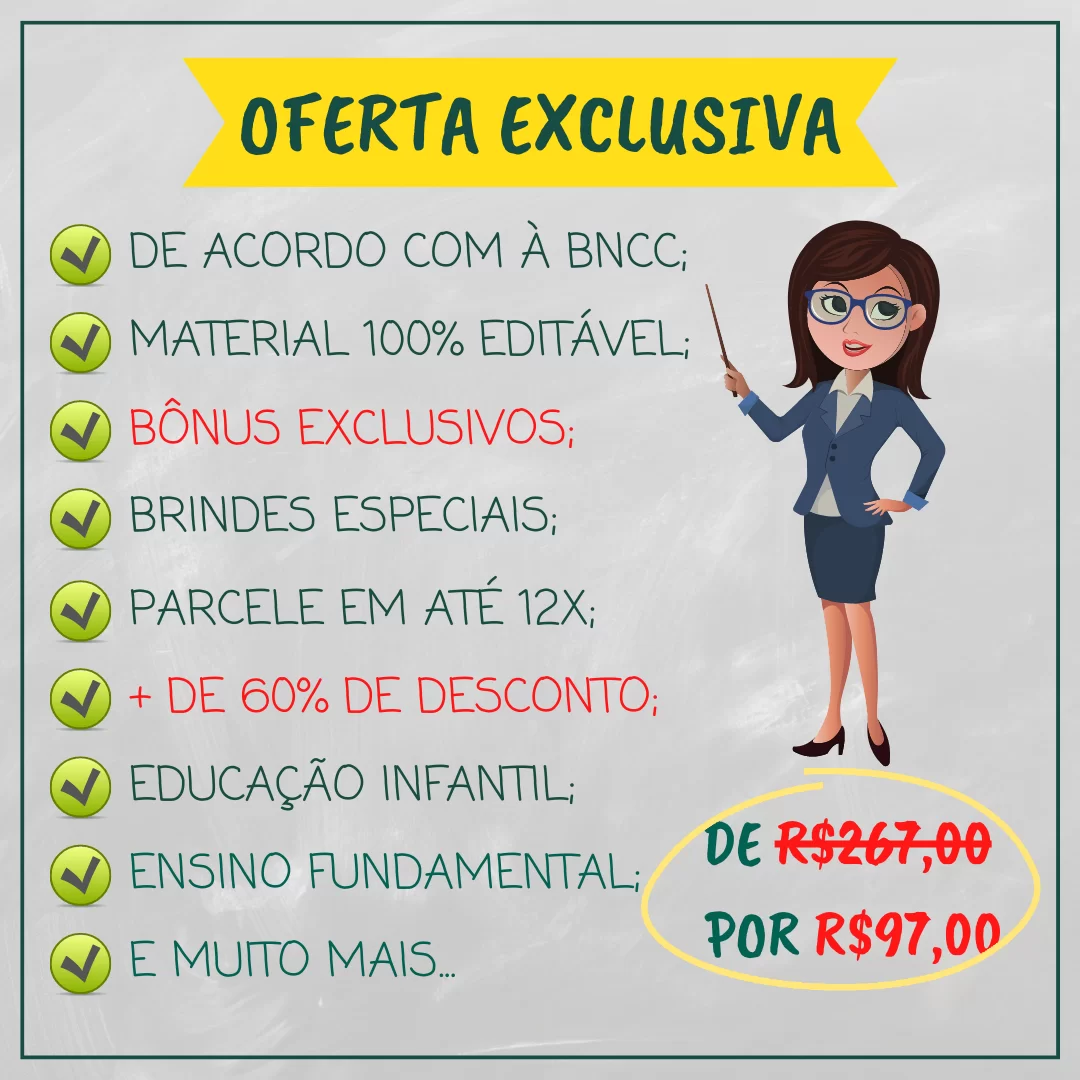 OFERTA EXCLUSIVA
DE ACORDO COM À BNCC;
MATERIAL 100% EDITÁVEL;
BÔNUS EXCLUSIVOS;
BRINDES ESPECIAIS;
PARCELE EM ATÉ 12X;
+ DE 60% DE DESCONTO;
EDUCAÇÃO INFANTIL;
ENSINO FUNDAMENTAL;
E MUITO MAIS...
DE R$267,00
POR R$97,00